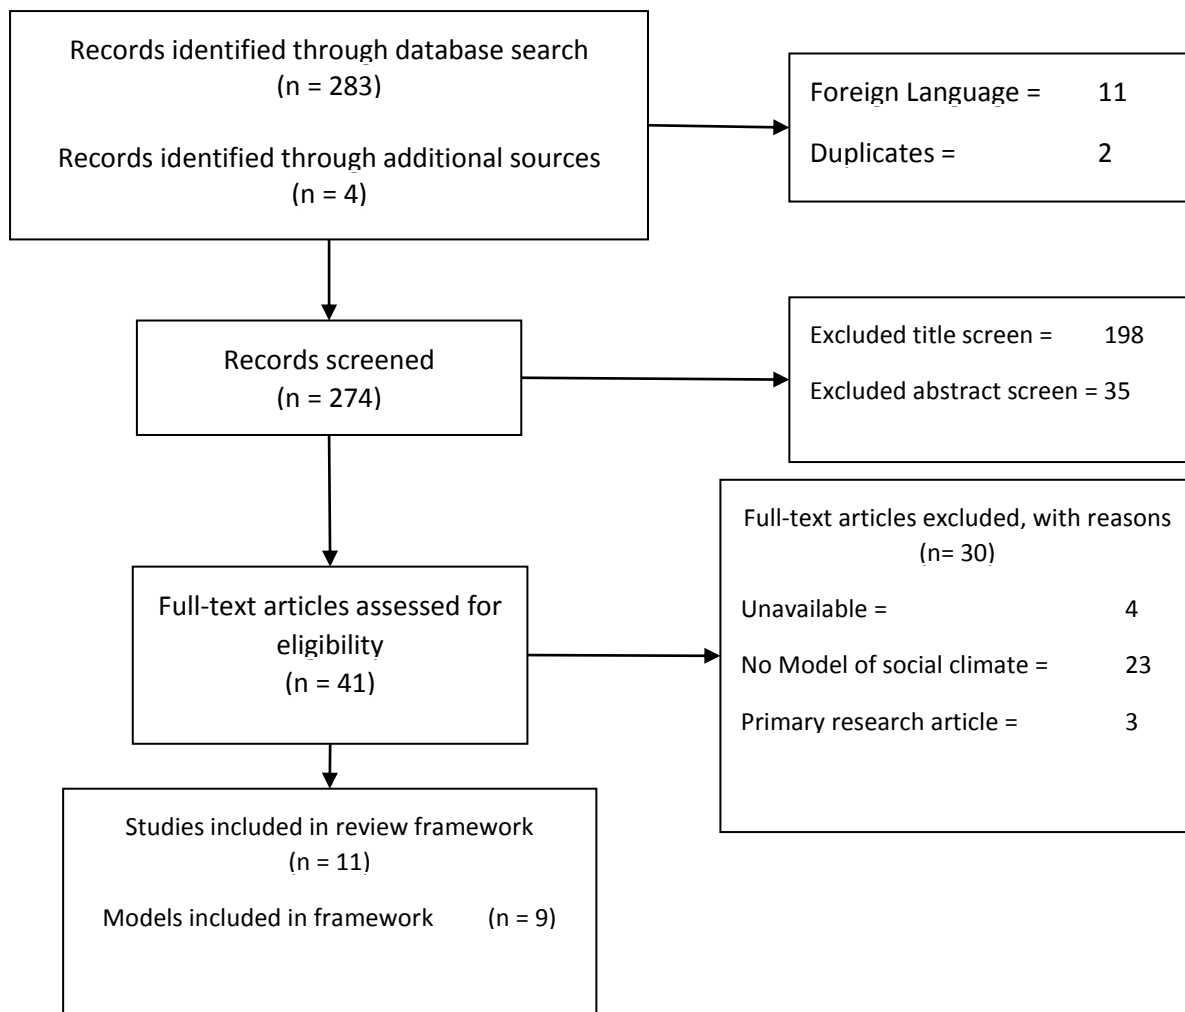 Records identified through database search
(n = 283)
Records identified through additional sources
(n = 4)
Foreign Language = 11
Duplicates = 2
Records screened
(n = 274)
Excluded title screen = 198
Excluded abstract screen = 35
Full-text articles assessed for
eligibility
(n = 41)
Full-text articles excluded, with reasons
(n= 30)
Unavailable = 4
No Model of social climate = 23
Primary research article = 3
Studies included in review framework
(n = 11)
Models included in framework (n = 9)